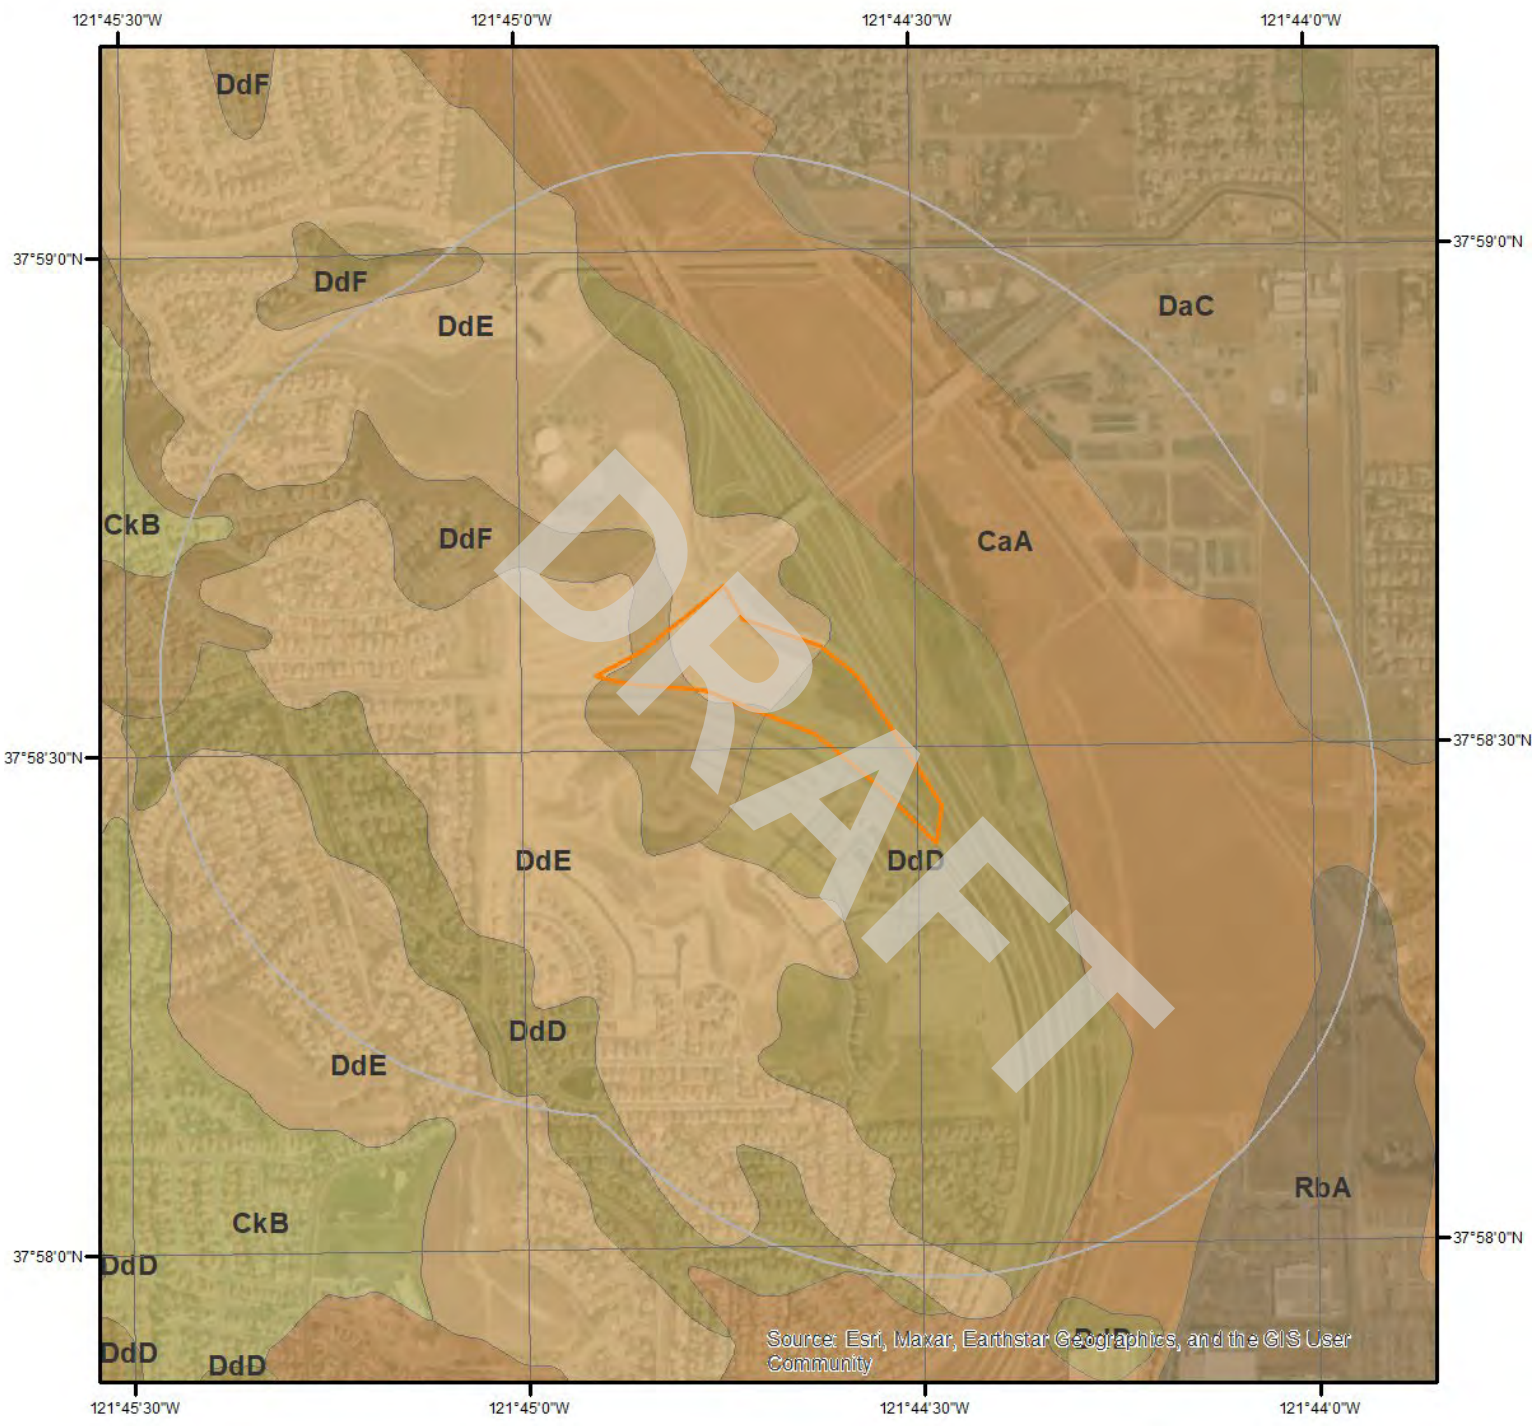 121°45'30"W
121°45'0"W
121°44'30"W
121°44'0"W
DdF
37°59'0"N
37°59'0"N
DdF
DaC
DdE
CkB
DdF
CaA
DRAFT
37°58'30"N
37°58'30"N
DdE
DdD
DdD
DdE
RbA
CkB
37°58'0"N
37°58'0"N
DdD
Source: Esri, Maxar, Earthstar Geographics, and the GIS User
Community
DdD
DdD
121°45'30"W
121°45'0"W
121°44'30"W
121°44'0"W